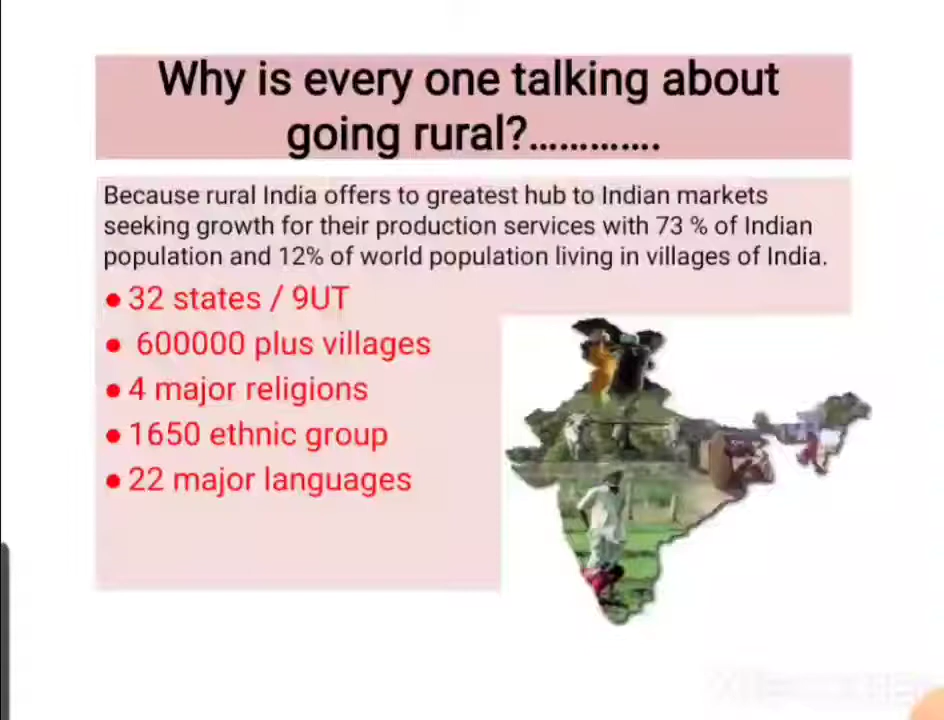 Why is every one talking about
going rural?.............
Because rural India offers to greatest hub to Indian markets
seeking growth for their production services with 73 % of Indian
population and 12% of world population living in villages of India.
● 32 states / 9UT
● 600000 plus villages
● 4 major religions
● 1650 ethnic group
● 22 major languages